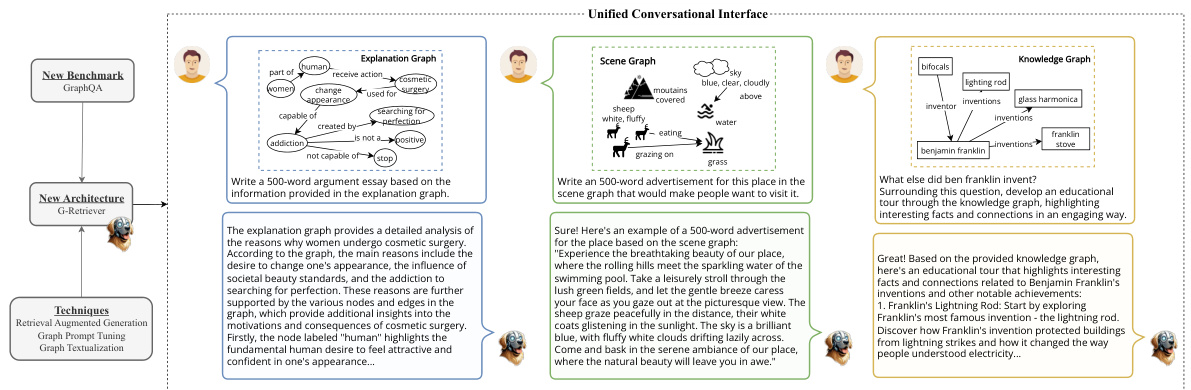 Unified Conversational Interface
New Benchmark
GraphQA
New Architecture
G-Retriever
Techniques
Retrieval Augmented Generation
Graph Prompt Tuning
Graph Textualization
Explanation Graph
human
part of
women
receive action
cosmetic
surgery
used for
change
appearance
capable of
searching for
perfection
created by
addiction
is not a
positive
not capable of
stop
Write a 500-word argument essay based on the
information provided in the explanation graph.
The explanation graph provides a detailed analysis of
the reasons why women undergo cosmetic surgery.
According to the graph, the main reasons include the
desire to change one's appearance, the influence of
societal beauty standards, and the addiction to
searching for perfection. These reasons are further
supported by the various nodes and edges in the
graph, which provide additional insights into the
motivations and consequences of cosmetic surgery.
Firstly, the node labeled "human" highlights the
fundamental human desire to feel attractive and
confident in one's appearance...
Scene Graph
sky
blue, clear, cloudly
moutains
covered
above
sheep
white, fluffy
water
eating
grazing on
grass
Write an 500-word advertisement for this place in the
scene graph that would make people want to visit it.
Sure! Here's an example of a 500-word advertisement
for the place based on the scene graph:
"Experience the breathtaking beauty of our place,
where the rolling hills meet the sparkling water of the
swimming pool. Take a leisurely stroll through the
lush green fields, and let the gentle breeze caress
your face as you gaze out at the picturesque view. The
sheep graze peacefully in the distance, their white
coats glistening in the sunlight. The sky is a brilliant
blue, with fluffy white clouds drifting lazily across.
Come and bask in the serene ambiance of our place,
where the natural beauty will leave you in awe."
Knowledge Graph
bifocals
lighting rod
glass harmonica
inventor
inventions
inventions
franklin
stove
inventions
benjamin franklin
What else did ben franklin invent?
Surrounding this question, develop an educational
tour through the knowledge graph, highlighting
interesting facts and connections in an engaging way.
Great! Based on the provided knowledge graph,
here's an educational tour that highlights interesting
facts and connections related to Benjamin Franklin's
inventions and other notable achievements:
1. Franklin's Lightning Rod: Start by exploring
Franklin's most famous invention - the lightning rod.
Discover how Franklin's invention protected buildings
from lightning strikes and how it changed the way
people understood electricity...